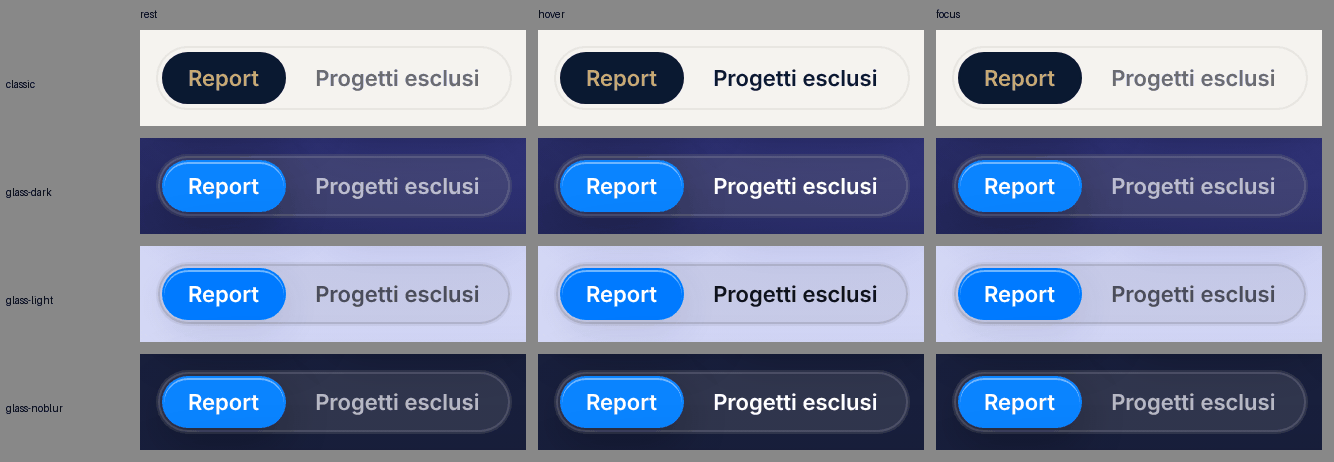 rest hover focus
classic Report Progetti esclusi Report Progetti esclusi Report Progetti esclusi
glass-dark Report Progetti esclusi Report Progetti esclusi Report Progetti esclusi
glass-light Report Progetti esclusi Report Progetti esclusi Report Progetti esclusi
glass-noblur Report Progetti esclusi Report Progetti esclusi Report Progetti esclusi